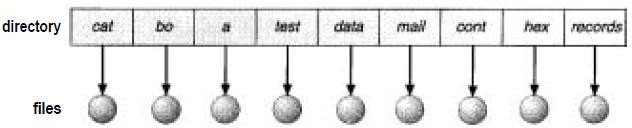 directory cat bo a test data mail cont hex records
files